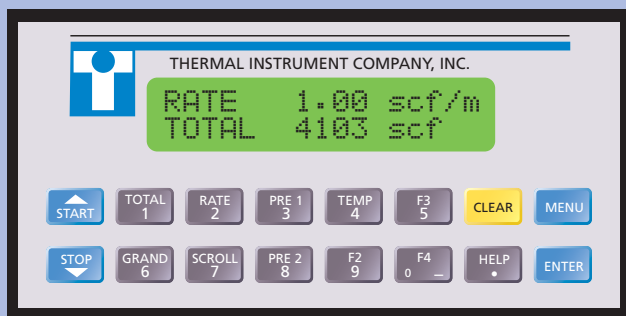 THERMAL INSTRUMENT COMPANY, INC.
RATE 1.00 scf/m
TOTAL 4103 scf
START TOTAL 1 RATE 2 PRE 1 3 TEMP 4 F3 5 CLEAR MENU
STOP GRAND 6 SCROLL 7 PRE 2 8 F2 9 F4 0 – HELP • ENTER